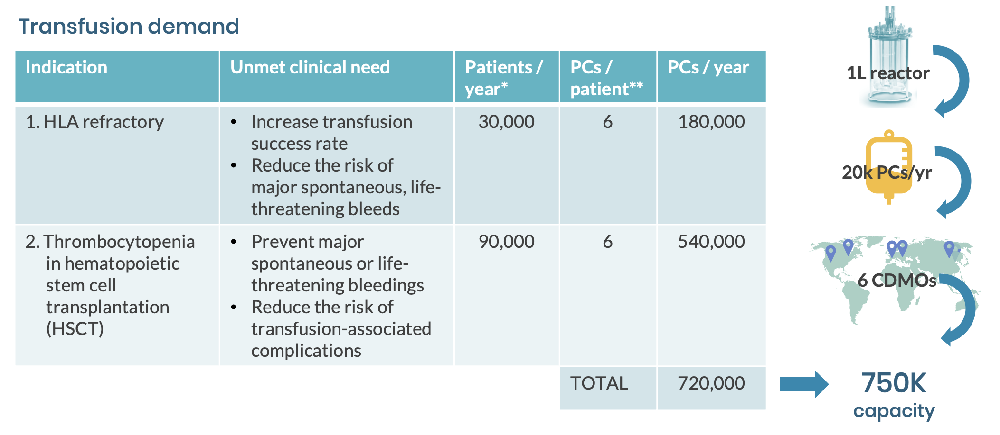 Transfusion demand
Indication
Unmet clinical need
Patients /
year*
PCs /
patient**
PCs / year
1. HLA refractory
• Increase transfusion
success rate
• Reduce the risk of
major spontaneous, life-
threatening bleeds
30,000
6
180,000
2. Thrombocytopenia
in hematopoietic
stem cell
transplantation
(HSCT)
• Prevent major
spontaneous or life-
threatening bleedings
• Reduce the risk of
transfusion-associated
complications
90,000
6
540,000
TOTAL
720,000
1L reactor
20k PCs/yr
6 CDMOs
750K
capacity